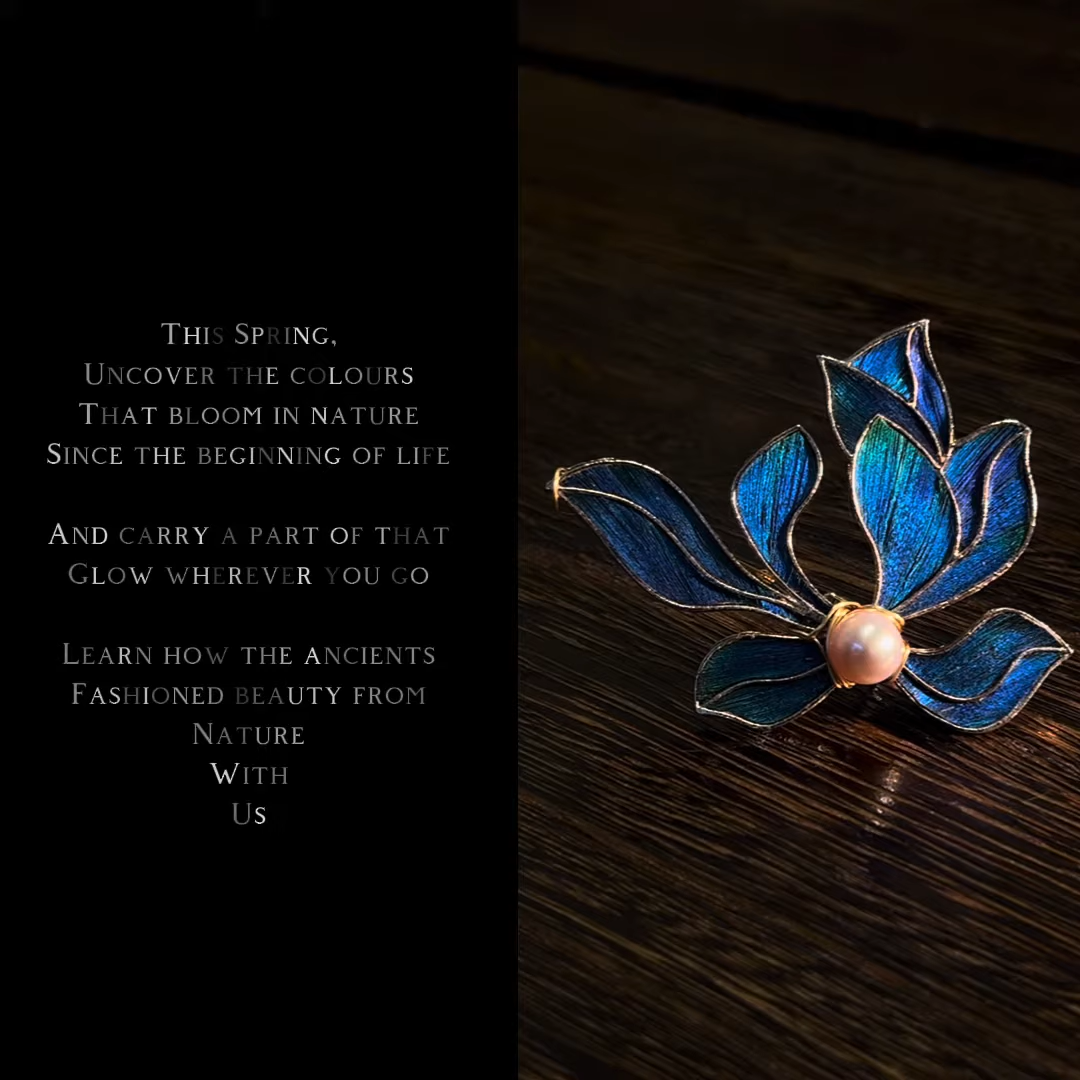 This Spring,
Uncover the colours
That bloom in nature
Since the beginning of life
And carry a part of that
Glow wherever you go
Learn how the ancients
Fashioned beauty from
Nature
With
Us